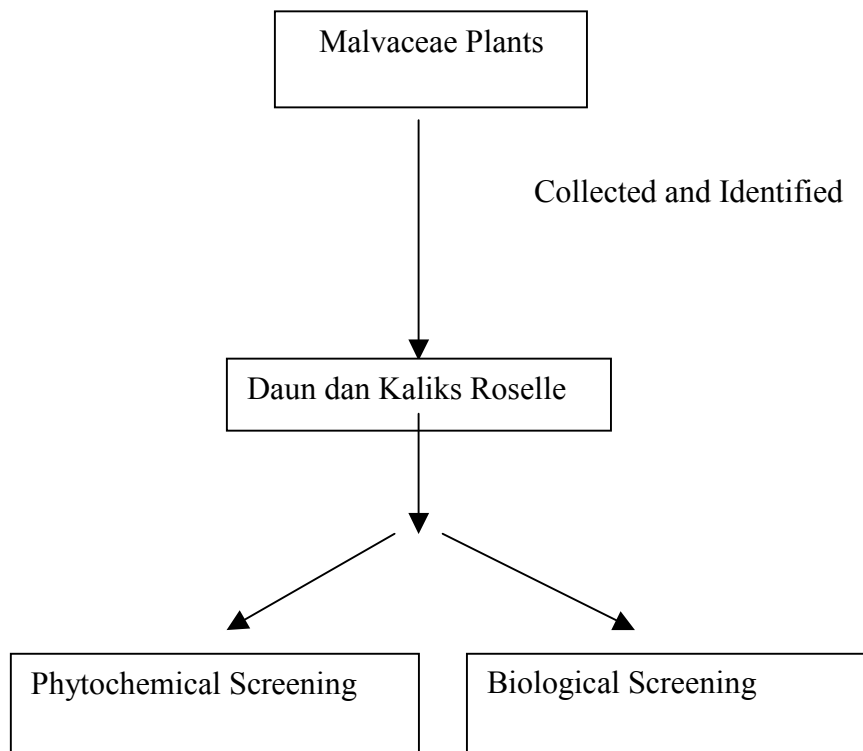 Malvaceae Plants
Collected and Identified
Daun dan Kaliks Roselle
Phytochemical Screening
Biological Screening